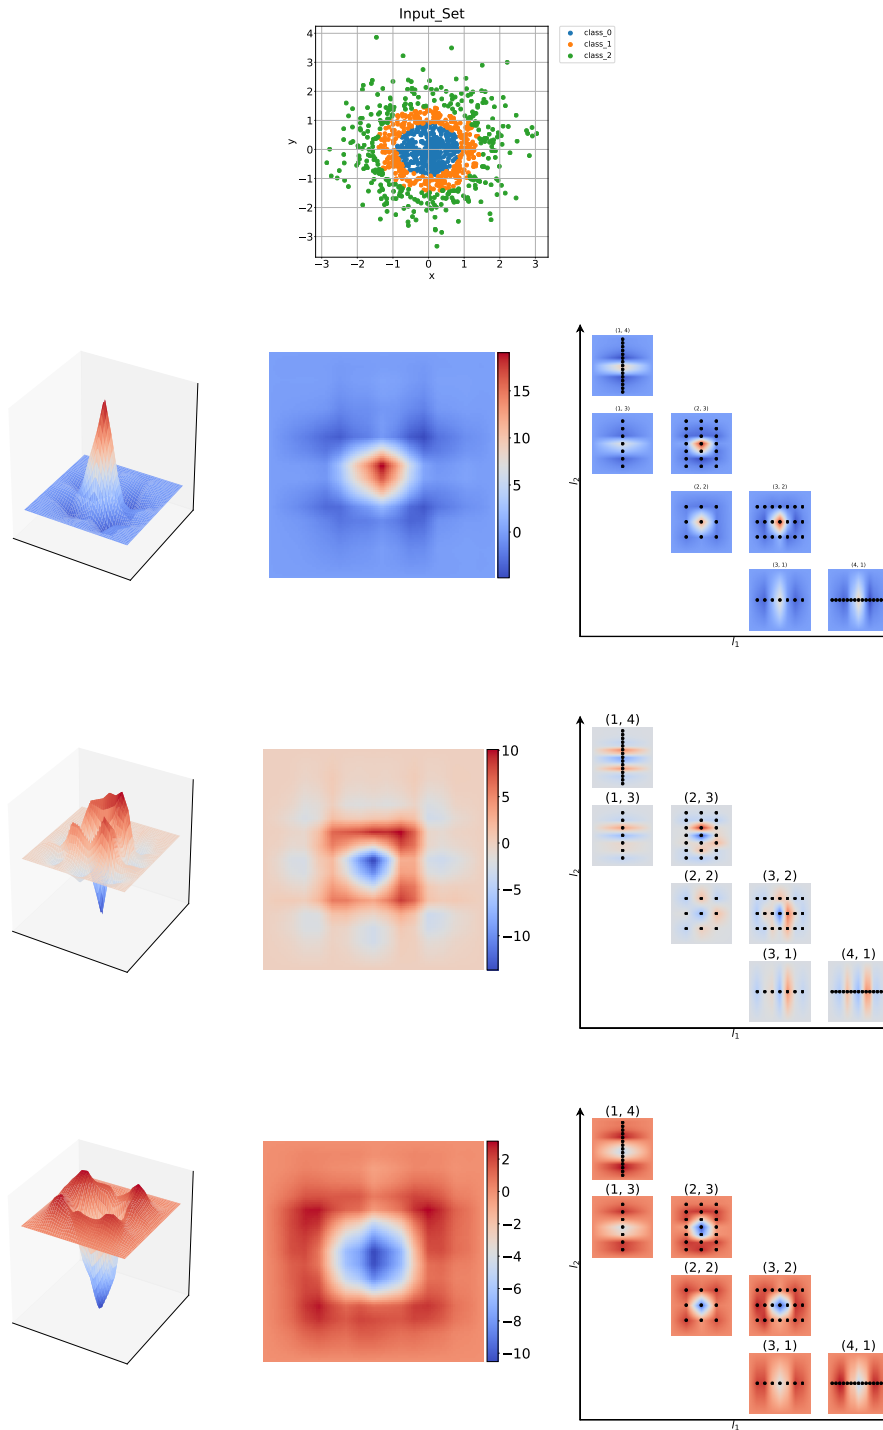 Input_Set
class_0
class_1
class_2
4
3
2
1
0
−1
−2
−3
y
−3 −2 −1 0 1 2 3
x
15
10
5
0
l2
(1, 4)
(1, 3) (2, 3)
(2, 2) (3, 2)
(3, 1) (4, 1)
l1
10
5
0
−5
−10
l2
(1, 4)
(1, 3) (2, 3)
(2, 2) (3, 2)
(3, 1) (4, 1)
l1
2
0
−2
−4
−6
−8
−10
l2
(1, 4)
(1, 3) (2, 3)
(2, 2) (3, 2)
(3, 1) (4, 1)
l1